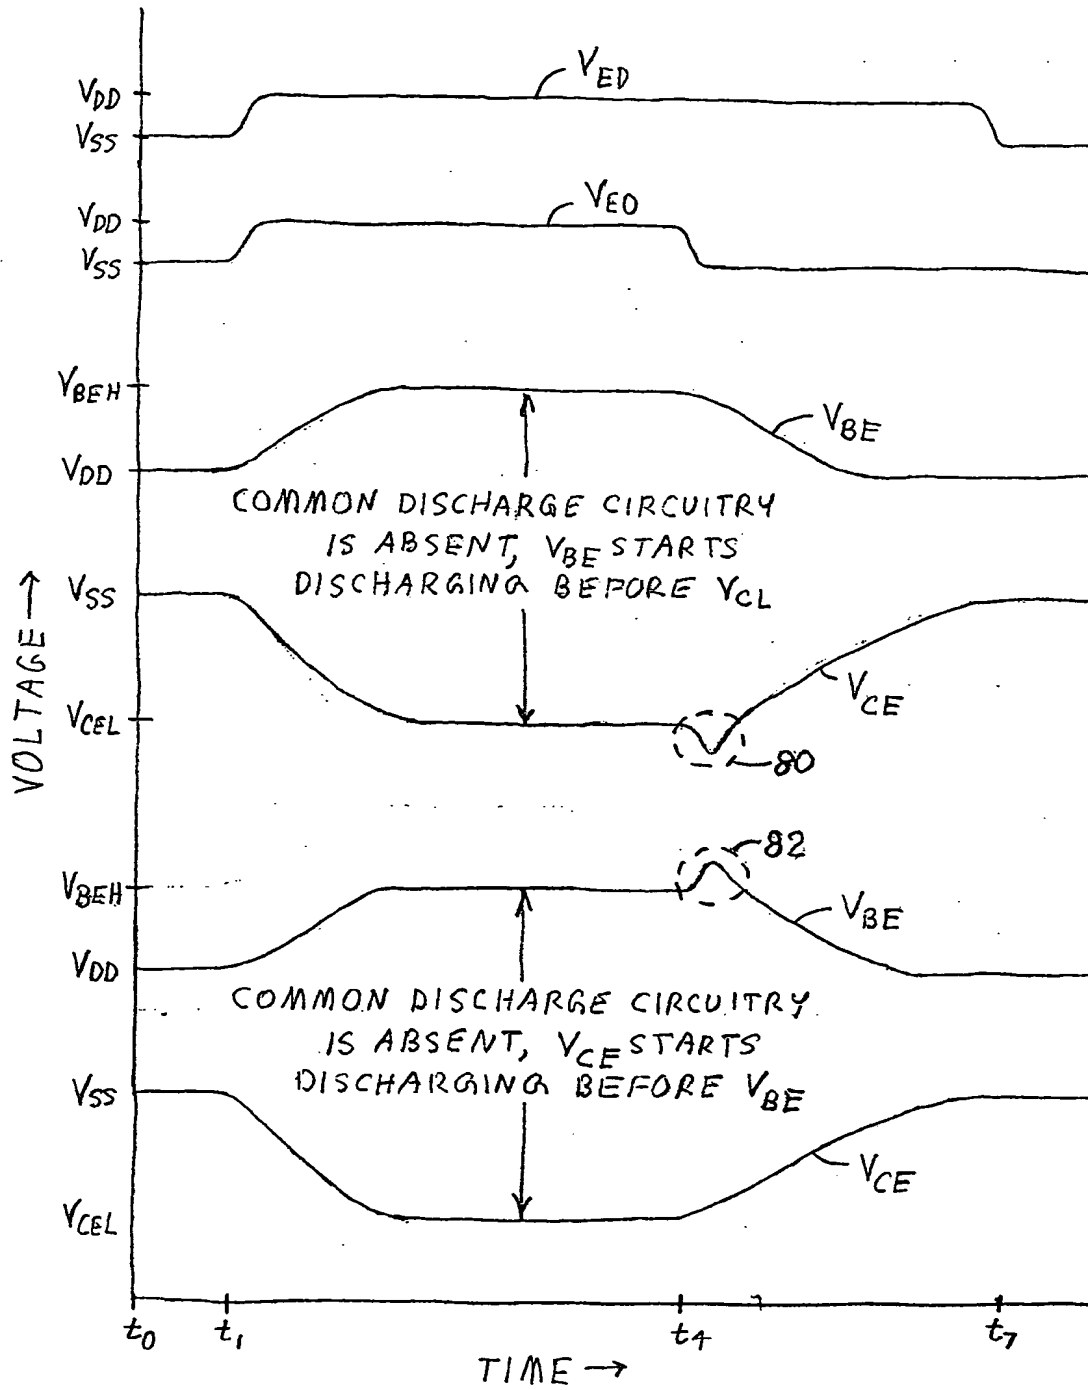 V_ED
V_DD
V_SS
V_EO
V_DD
V_SS
V_BEH
V_BE
V_DD
COMMON DISCHARGE CIRCUITRY
IS ABSENT, V_BE STARTS
DISCHARGING BEFORE V_CL
V_SS
V_CE
V_CEL
80
VOLTAGE →
82
V_BEH
V_BE
V_DD
COMMON DISCHARGE CIRCUITRY
IS ABSENT, V_CE STARTS
DISCHARGING BEFORE V_BE
V_SS
V_CE
V_CEL
t_0 t_1 t_4 t_7
TIME →